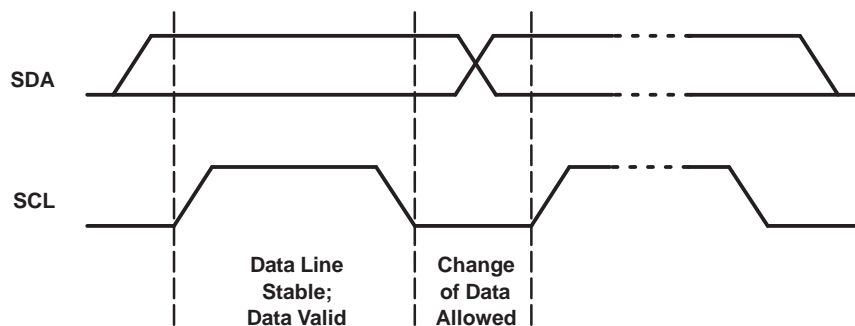 SDA
SCL
Data Line
Stable;
Data Valid
Change
of Data
Allowed